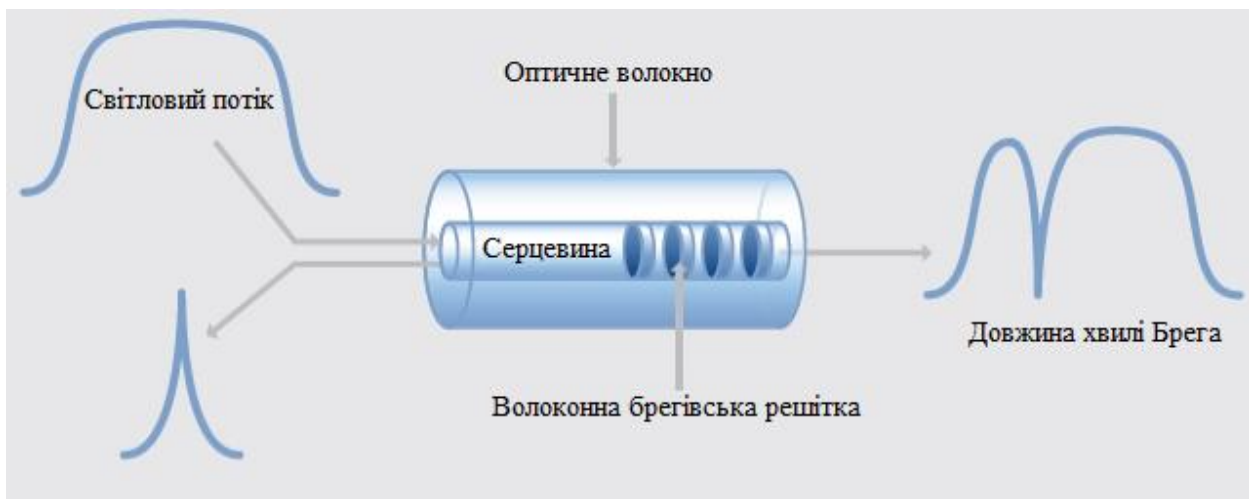 Світловий потік
Оптичне волокно
Серцевина
Довжина хвилі Брега
Волоконна брегівська решітка